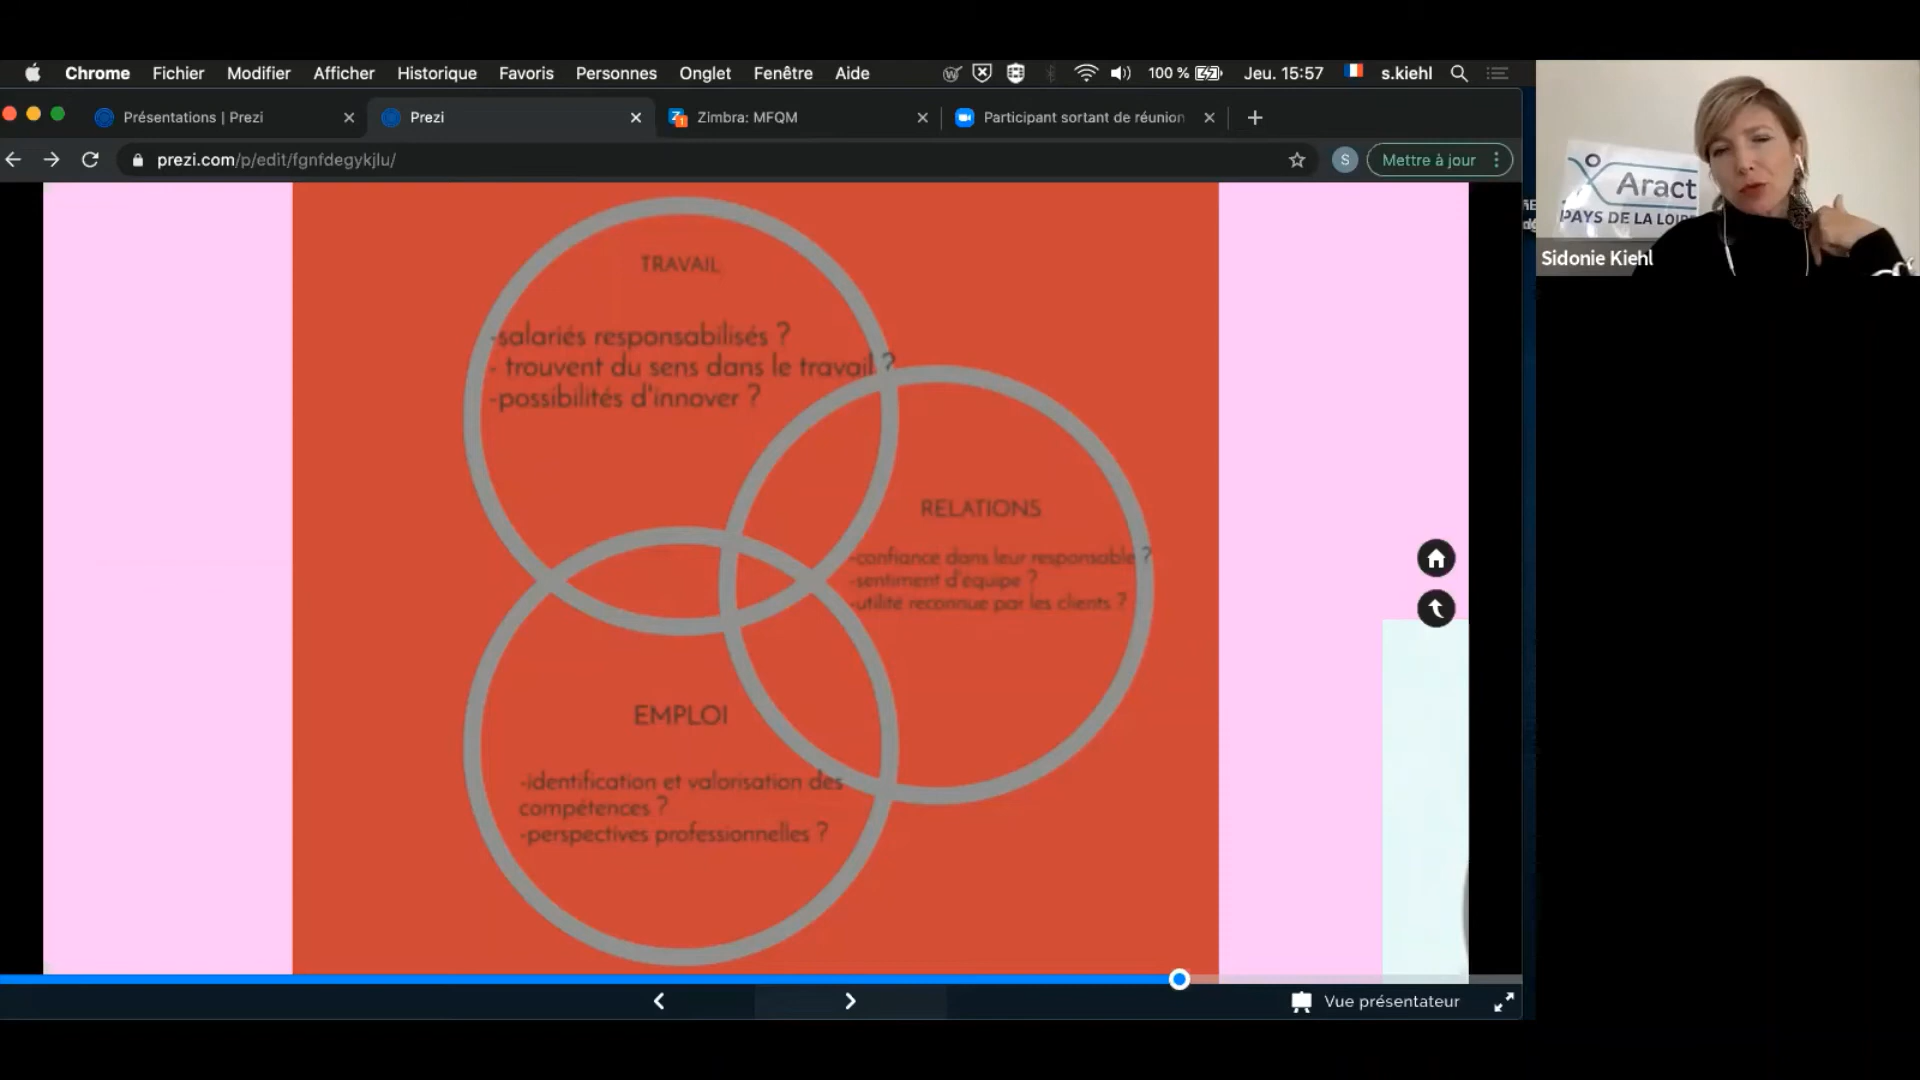 Chrome Fichier Modifier Afficher Historique Favoris Personnes Onglet Fenêtre Aide 100 % Jeu. 15:57 s.kiehl
Présentations | Prezi
Prezi
Zimbra: MFQM
Participant sortant de réunion
prezi.com/p/edit/fgnfdegykjlu/
S
Mettre à jour
TRAVAIL
-salariés responsabilisés ?
- trouvent du sens dans le travail ?
-possibilités d'innover ?
RELATIONS
-confiance dans leur responsable ?
-sentiment d'équipe ?
-utilité reconnue par les clients ?
EMPLOI
-identification et valorisation des
compétences ?
-perspectives professionnelles ?
Vue présentateur
Aract
PAYS DE LA LOIRE
Sidonie Kiehl